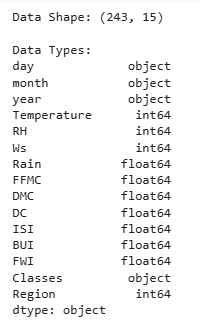 Data Shape: (243, 15)
Data Types:
day object
month object
year object
Temperature int64
RH int64
Ws int64
Rain float64
FFMC float64
DMC float64
DC float64
ISI float64
BUI float64
FWI float64
Classes object
Region int64
dtype: object